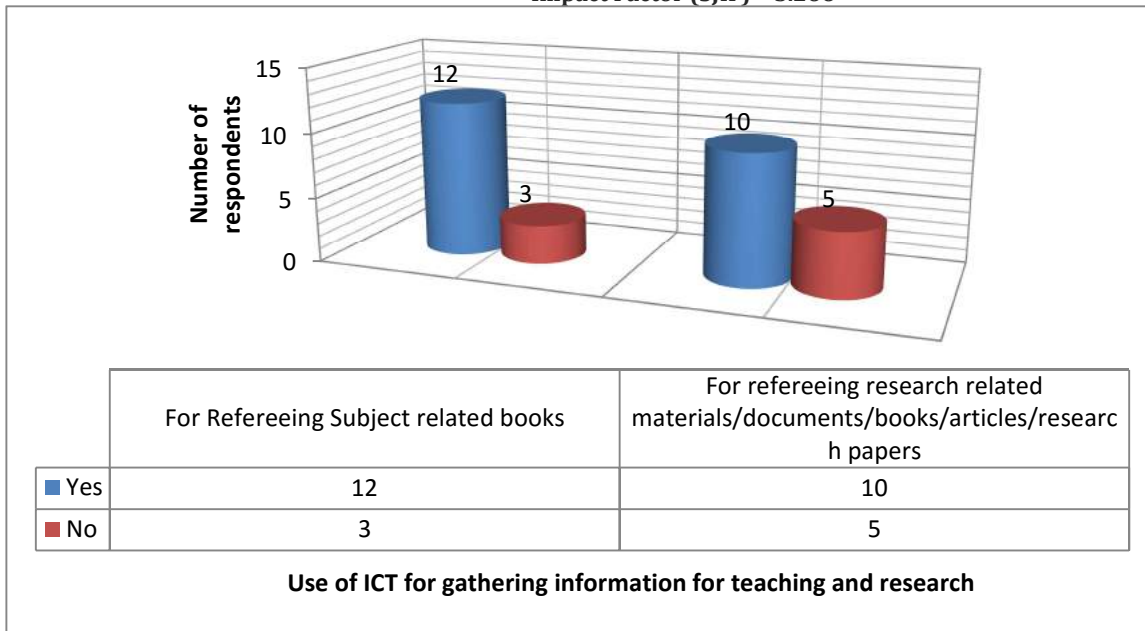 15
10
5
0
Number of
respondents
12
3
10
5
For Refereeing Subject related books
For refereeing research related
materials/documents/books/articles/researc
h papers
Yes 12 10
No 3 5
Use of ICT for gathering information for teaching and research